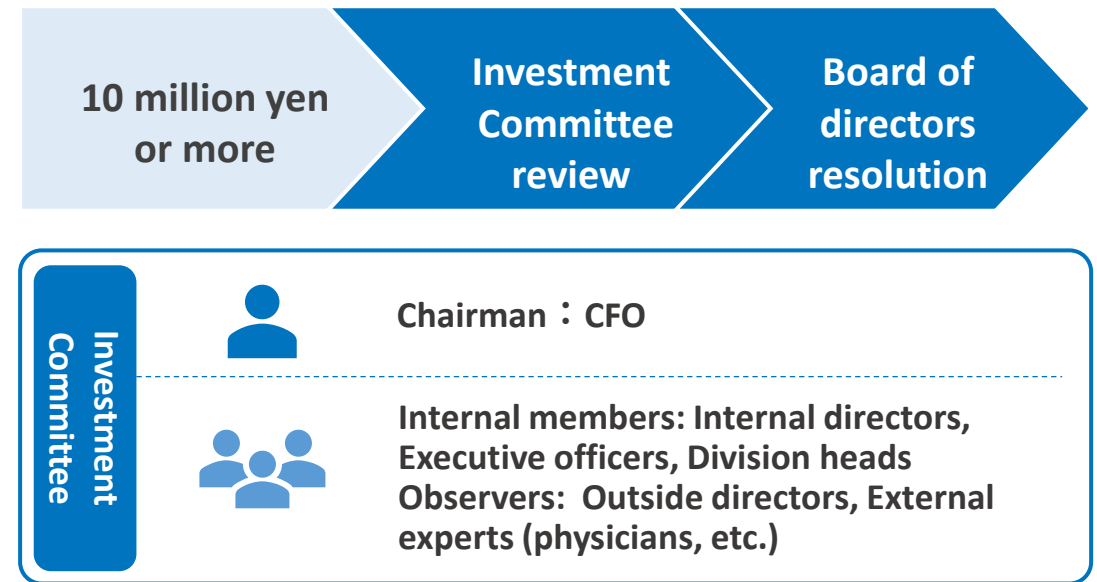 10 million yen
or more
Investment
Committee
review
Board of
directors
resolution
Investment
Committee
Chairman：CFO
Internal members: Internal directors,
Executive officers, Division heads
Observers:  Outside directors, External
experts (physicians, etc.)